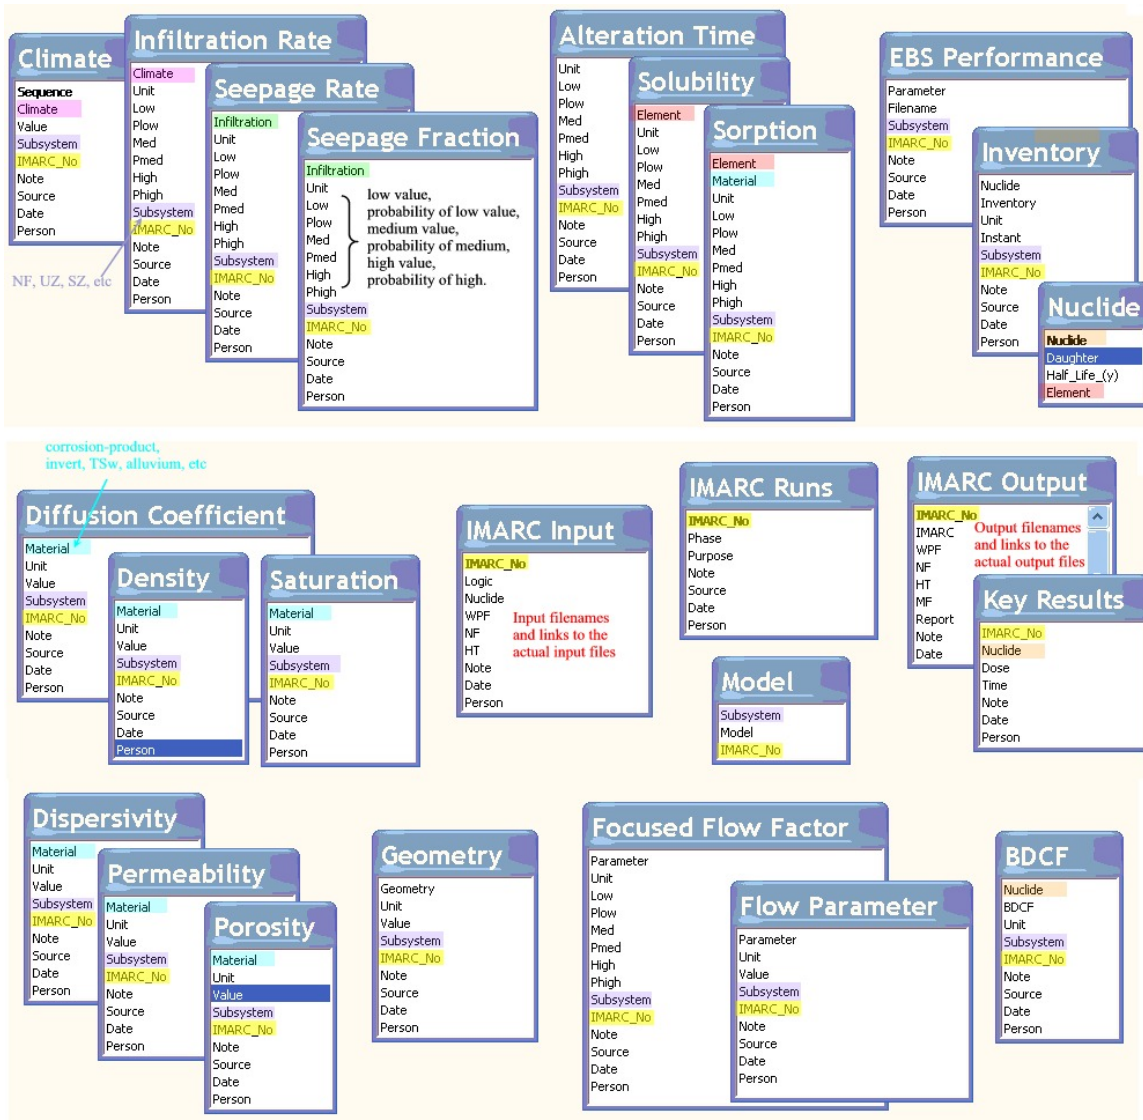 Climate
Sequence
Climate
Value
Subsystem
IMARC_No
Note
Source
Date
Person
NF, UZ, SZ, etc
Infiltration Rate
Climate
Unit
Low
Plow
Med
Pmed
High
Phigh
Subsystem
IMARC_No
Note
Source
Date
Person
Seepage Rate
Infiltration
Unit
Low
Plow
Med
Pmed
High
Phigh
Subsystem
IMARC_No
Note
Source
Date
Person
Seepage Fraction
Infiltration
Unit
Low
Plow
Med
Pmed
High
Phigh
Subsystem
IMARC_No
Note
Source
Date
Person
low value,
probability of low value,
medium value,
probability of medium,
high value,
probability of high.
Alteration Time
Unit
Low
Plow
Med
Pmed
High
Phigh
Subsystem
IMARC_No
Note
Source
Date
Person
Solubility
Element
Unit
Low
Plow
Med
Pmed
High
Phigh
Subsystem
IMARC_No
Note
Source
Date
Person
Sorption
Element
Material
Unit
Low
Plow
Med
Pmed
High
Phigh
Subsystem
IMARC_No
Note
Source
Date
Person
EBS Performance
Parameter
Filename
Subsystem
IMARC_No
Note
Source
Date
Person
Inventory
Nuclide
Inventory
Unit
Instant
Subsystem
IMARC_No
Note
Source
Date
Person
Nuclide
Nuclide
Daughter
Half_Life_(y)
Element
corrosion-product,
invert, TSw, alluvium, etc
Diffusion Coefficient
Material
Unit
Value
Subsystem
IMARC_No
Note
Source
Date
Person
Density
Material
Unit
Value
Subsystem
IMARC_No
Note
Source
Date
Person
Saturation
Material
Unit
Value
Subsystem
IMARC_No
Note
Source
Date
Person
IMARC Input
IMARC_No
Logic
Nuclide
WPF
NF
HT
Note
Date
Person
Input filenames
and links to the
actual input files
IMARC Runs
IMARC_No
Phase
Purpose
Note
Source
Date
Person
Model
Subsystem
Model
IMARC_No
IMARC Output
IMARC_No
IMARC
WPF
NF
HT
MF
Report
Note
Date
Output filenames
and links to the
actual output files
Key Results
IMARC_No
Nuclide
Dose
Time
Note
Date
Person
Dispersivity
Material
Unit
Value
Subsystem
IMARC_No
Note
Source
Date
Person
Permeability
Material
Unit
Value
Subsystem
IMARC_No
Note
Source
Date
Person
Porosity
Material
Unit
Value
Subsystem
IMARC_No
Note
Source
Date
Person
Geometry
Geometry
Unit
Value
Subsystem
IMARC_No
Note
Source
Date
Person
Focused Flow Factor
Parameter
Unit
Low
Plow
Med
Pmed
High
Phigh
Subsystem
IMARC_No
Note
Source
Date
Person
Flow Parameter
Parameter
Unit
Value
Subsystem
IMARC_No
Note
Source
Date
Person
BDCF
Nuclide
BDCF
Unit
Subsystem
IMARC_No
Note
Source
Date
Person